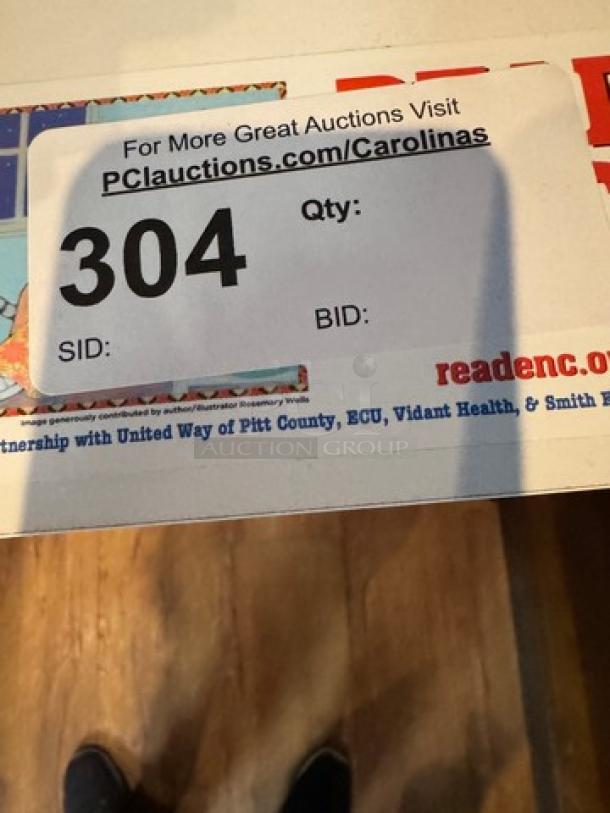 For More Great Auctions Visit
PCIauctions.com/Carolinas
304
Qty:
SID:
BID:
readenc.o
Image generously contributed by author/illustrator Rosemary Wells
tnership with United Way of Pitt County, ECU, Vidant Health, & Smith
AUCTION GROUP